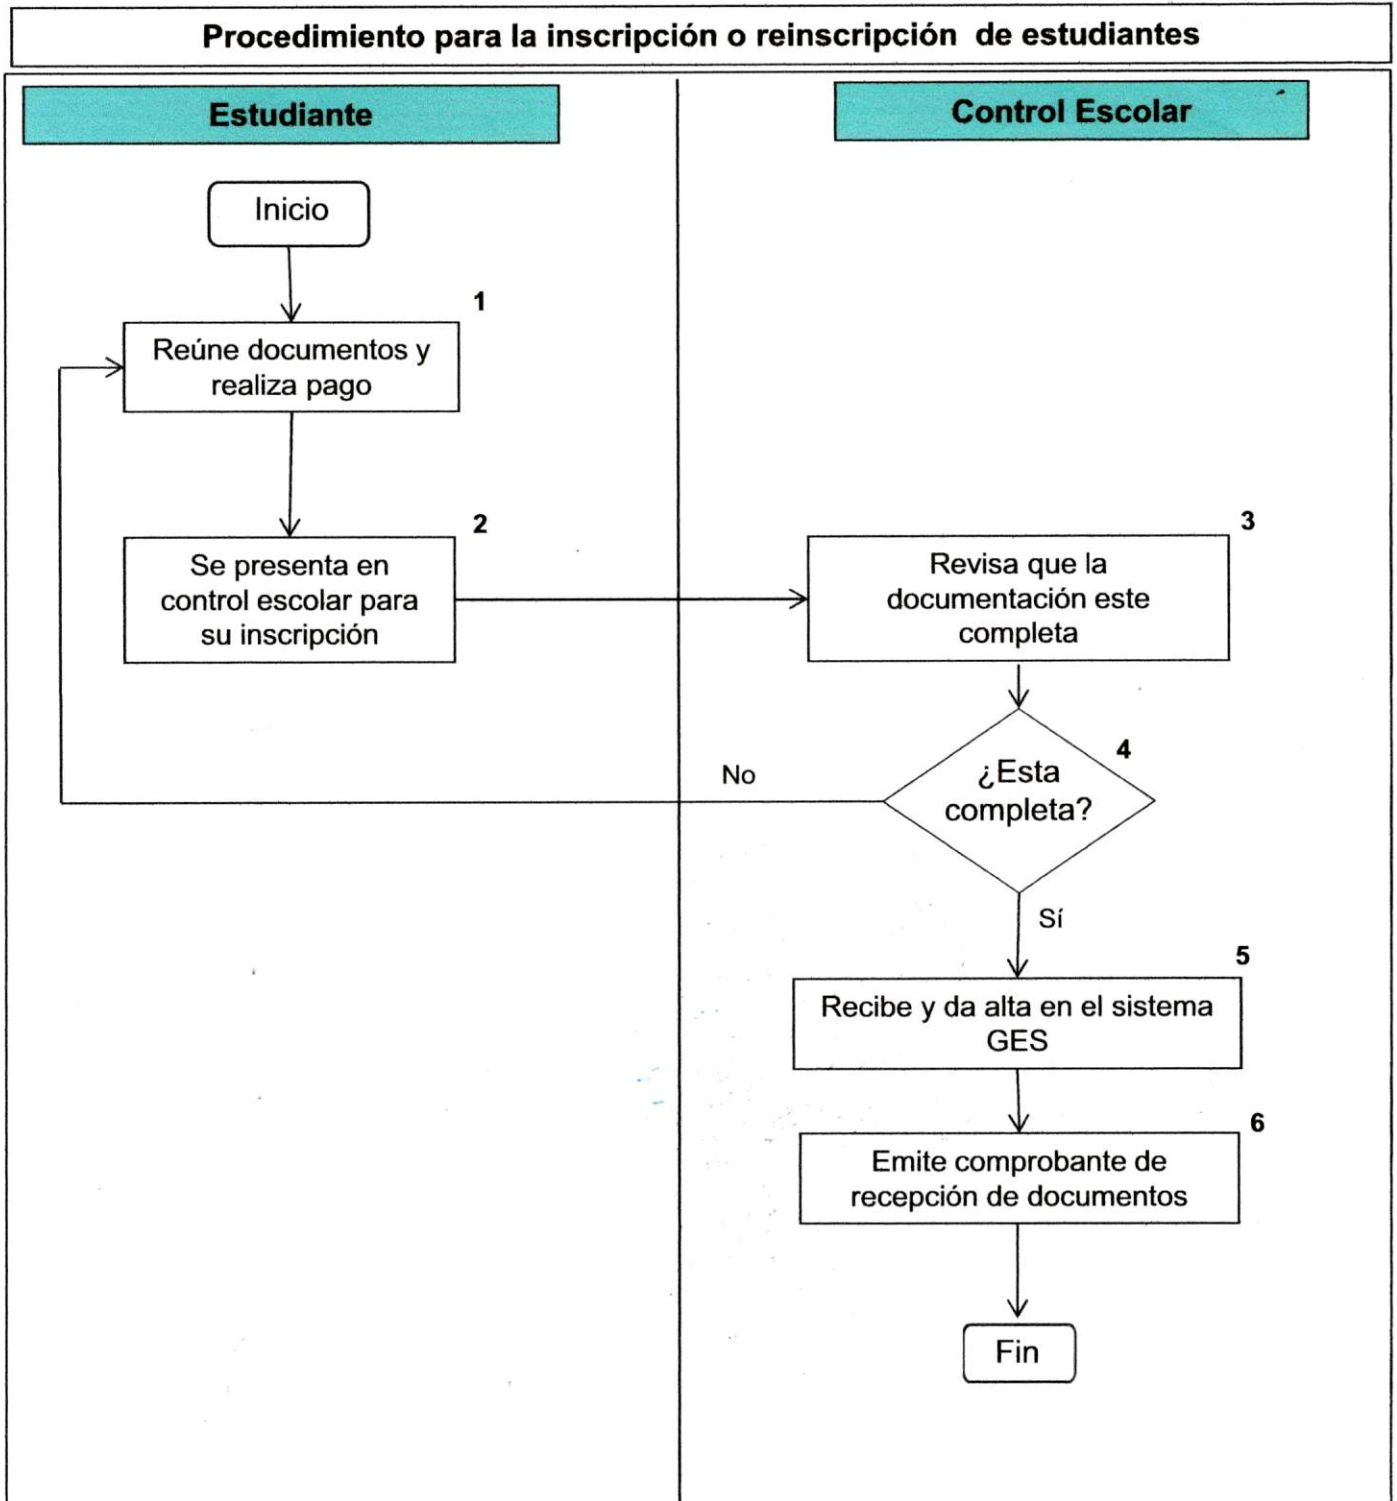 Procedimiento para la inscripción o reinscripción de estudiantes
Estudiante
Control Escolar
Inicio
1
Reúne documentos y
realiza pago
2
Se presenta en
control escolar para
su inscripción
3
Revisa que la
documentación este
completa
4
¿Esta
completa?
No
Sí
5
Recibe y da alta en el sistema
GES
6
Emite comprobante de
recepción de documentos
Fin